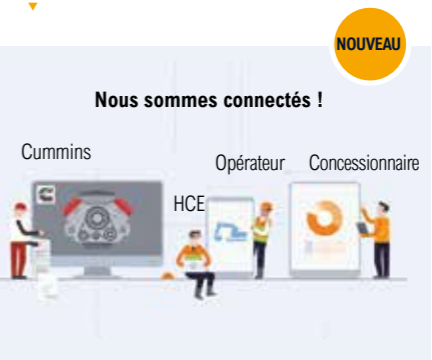 NOUVEAU
Nous sommes connectés !
Cummins
Opérateur Concessionnaire
HCE